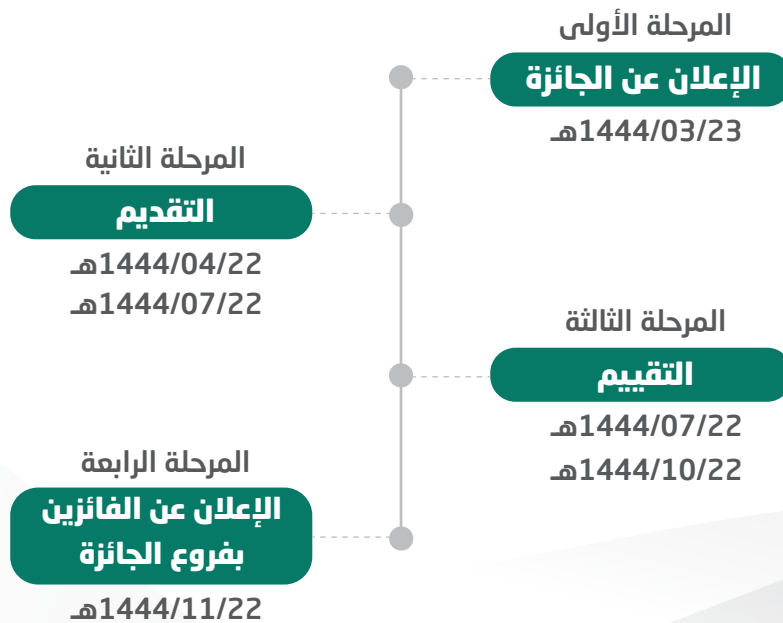 المرحلة الأولى
الإعلان عن الجائزة
1444/03/23هـ
المرحلة الثانية
التقديم
1444/04/22هـ
1444/07/22هـ
المرحلة الثالثة
التقييم
1444/07/22هـ
1444/10/22هـ
المرحلة الرابعة
الإعلان عن الفائزين
بفروع الجائزة
1444/11/22هـ